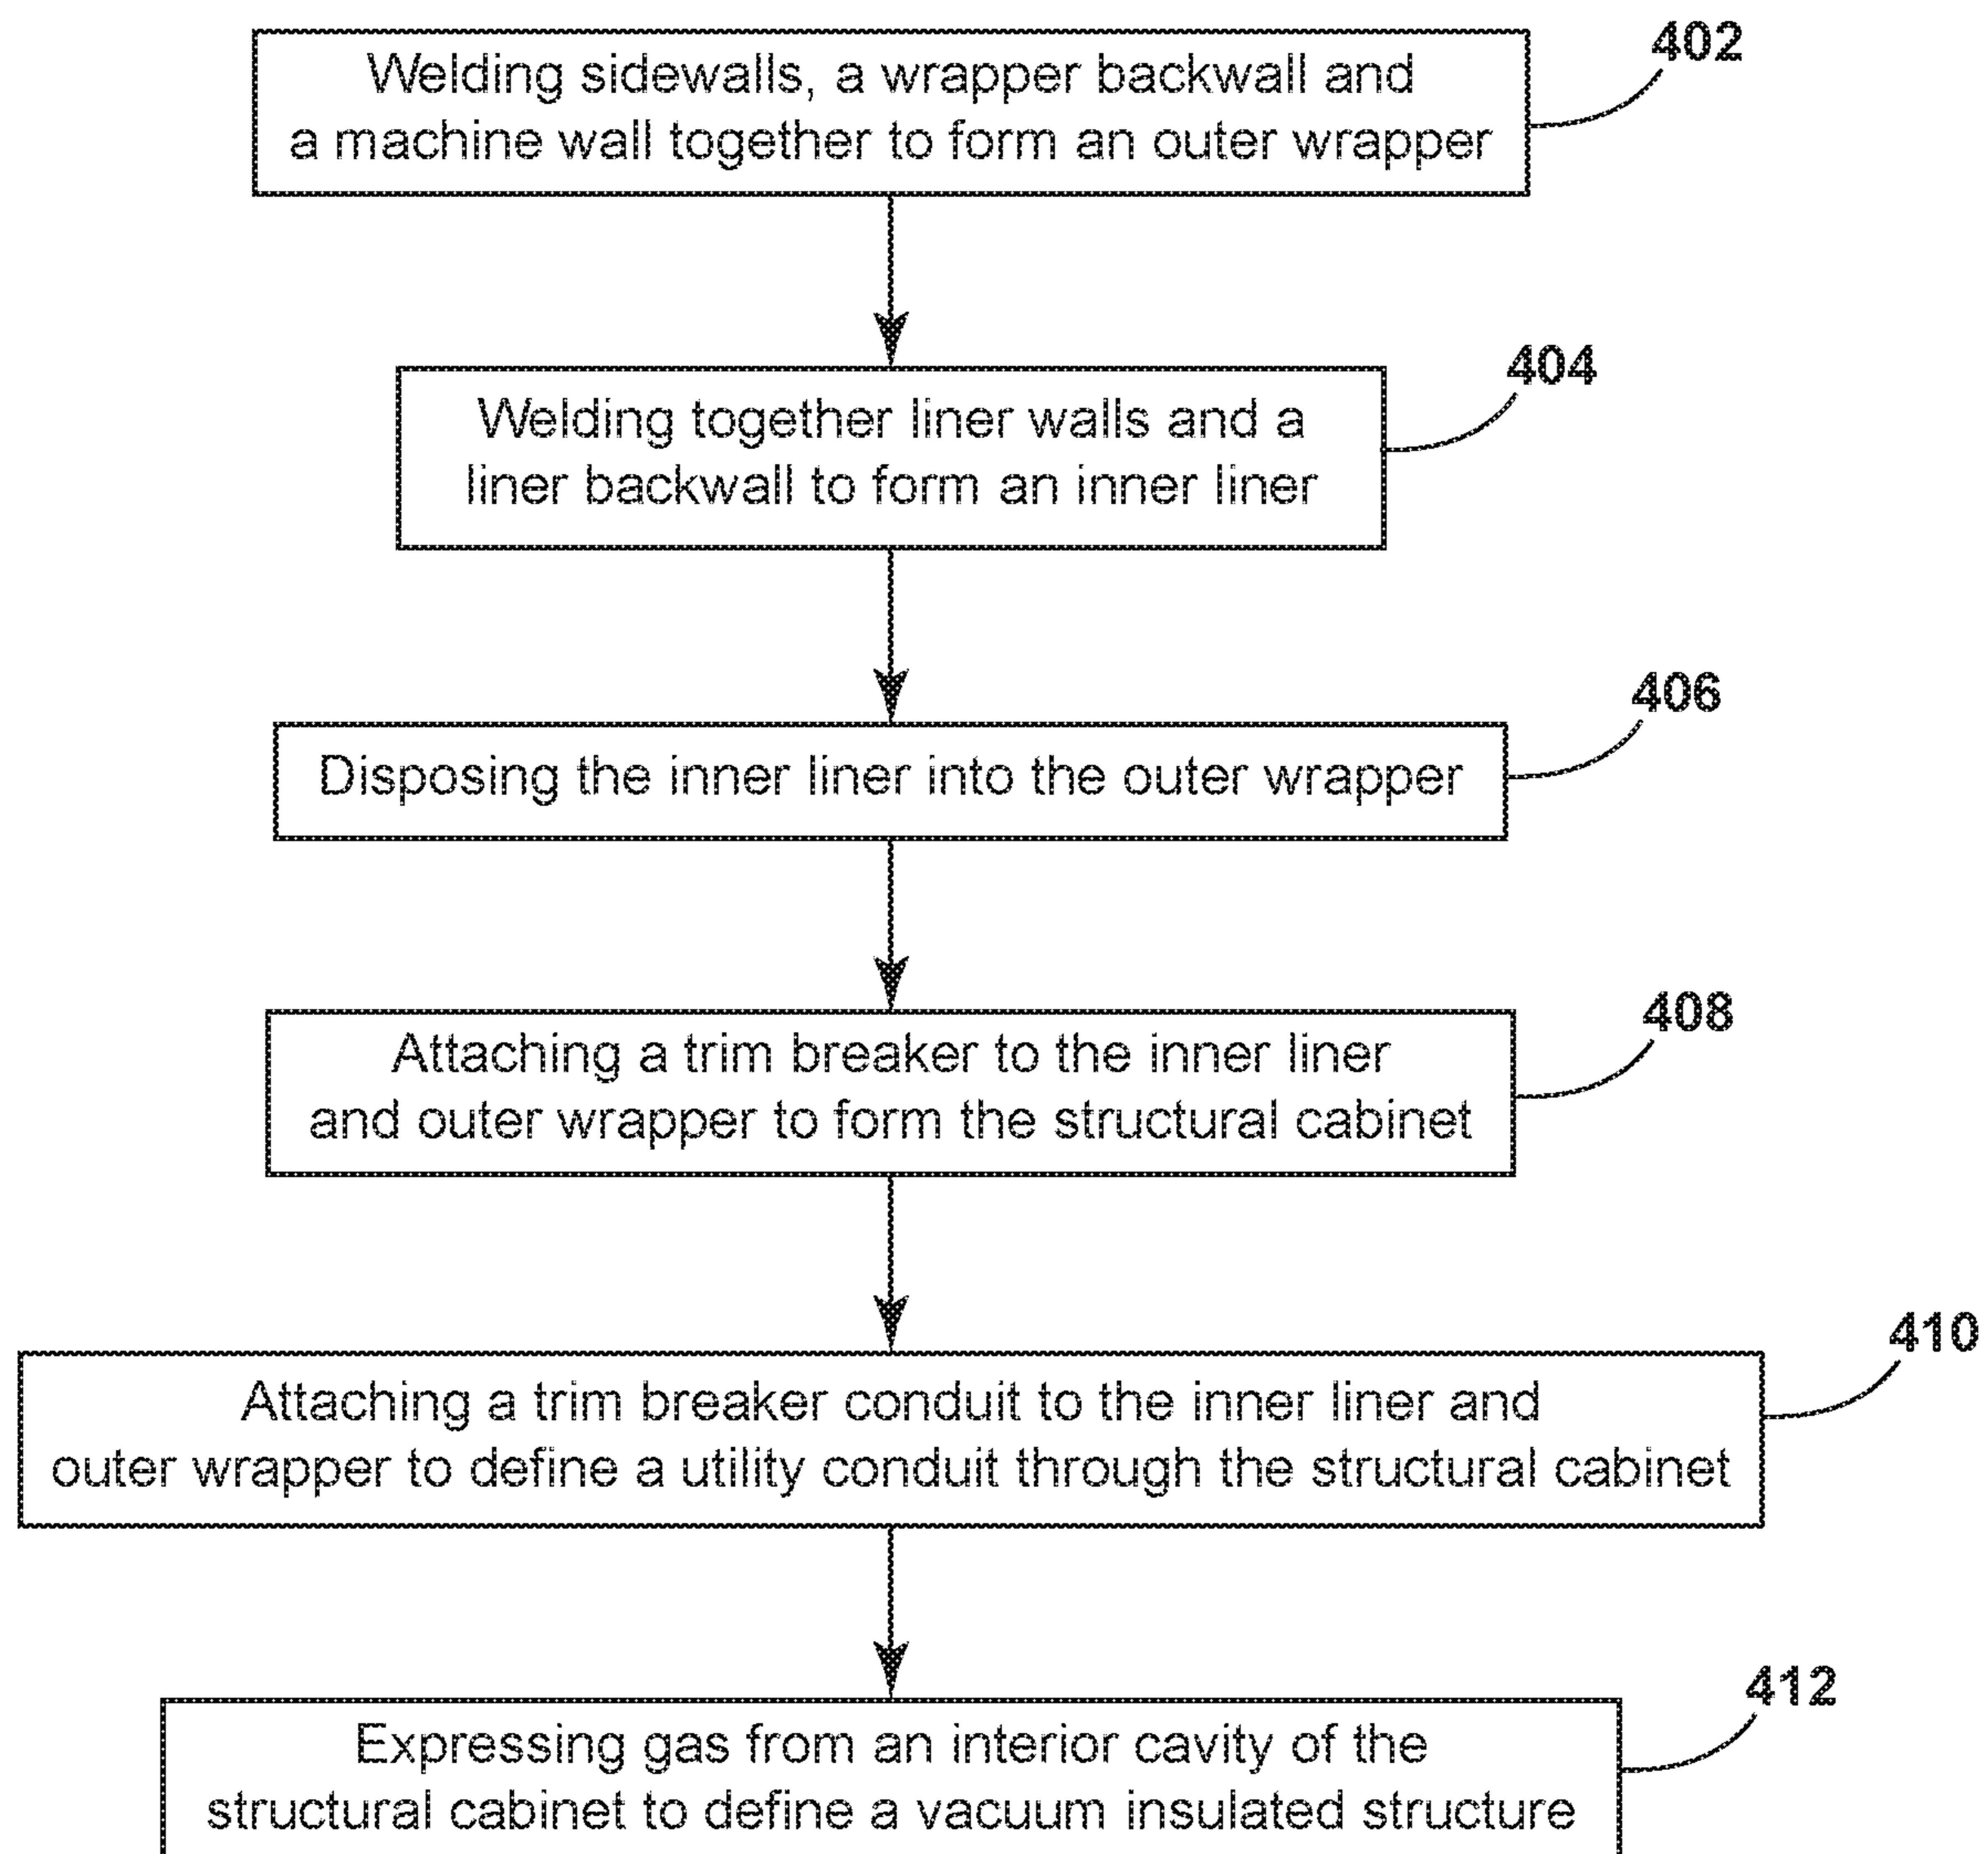 402
Welding sidewalls, a wrapper backwall and
a machine wall together to form an outer wrapper
404
Welding together liner walls and a
liner backwall to form an inner liner
406
Disposing the inner liner into the outer wrapper
408
Attaching a trim breaker to the inner liner
and outer wrapper to form the structural cabinet
410
Attaching a trim breaker conduit to the inner liner and
outer wrapper to define a utility conduit through the structural cabinet
412
Expressing gas from an interior cavity of the
structural cabinet to define a vacuum insulated structure